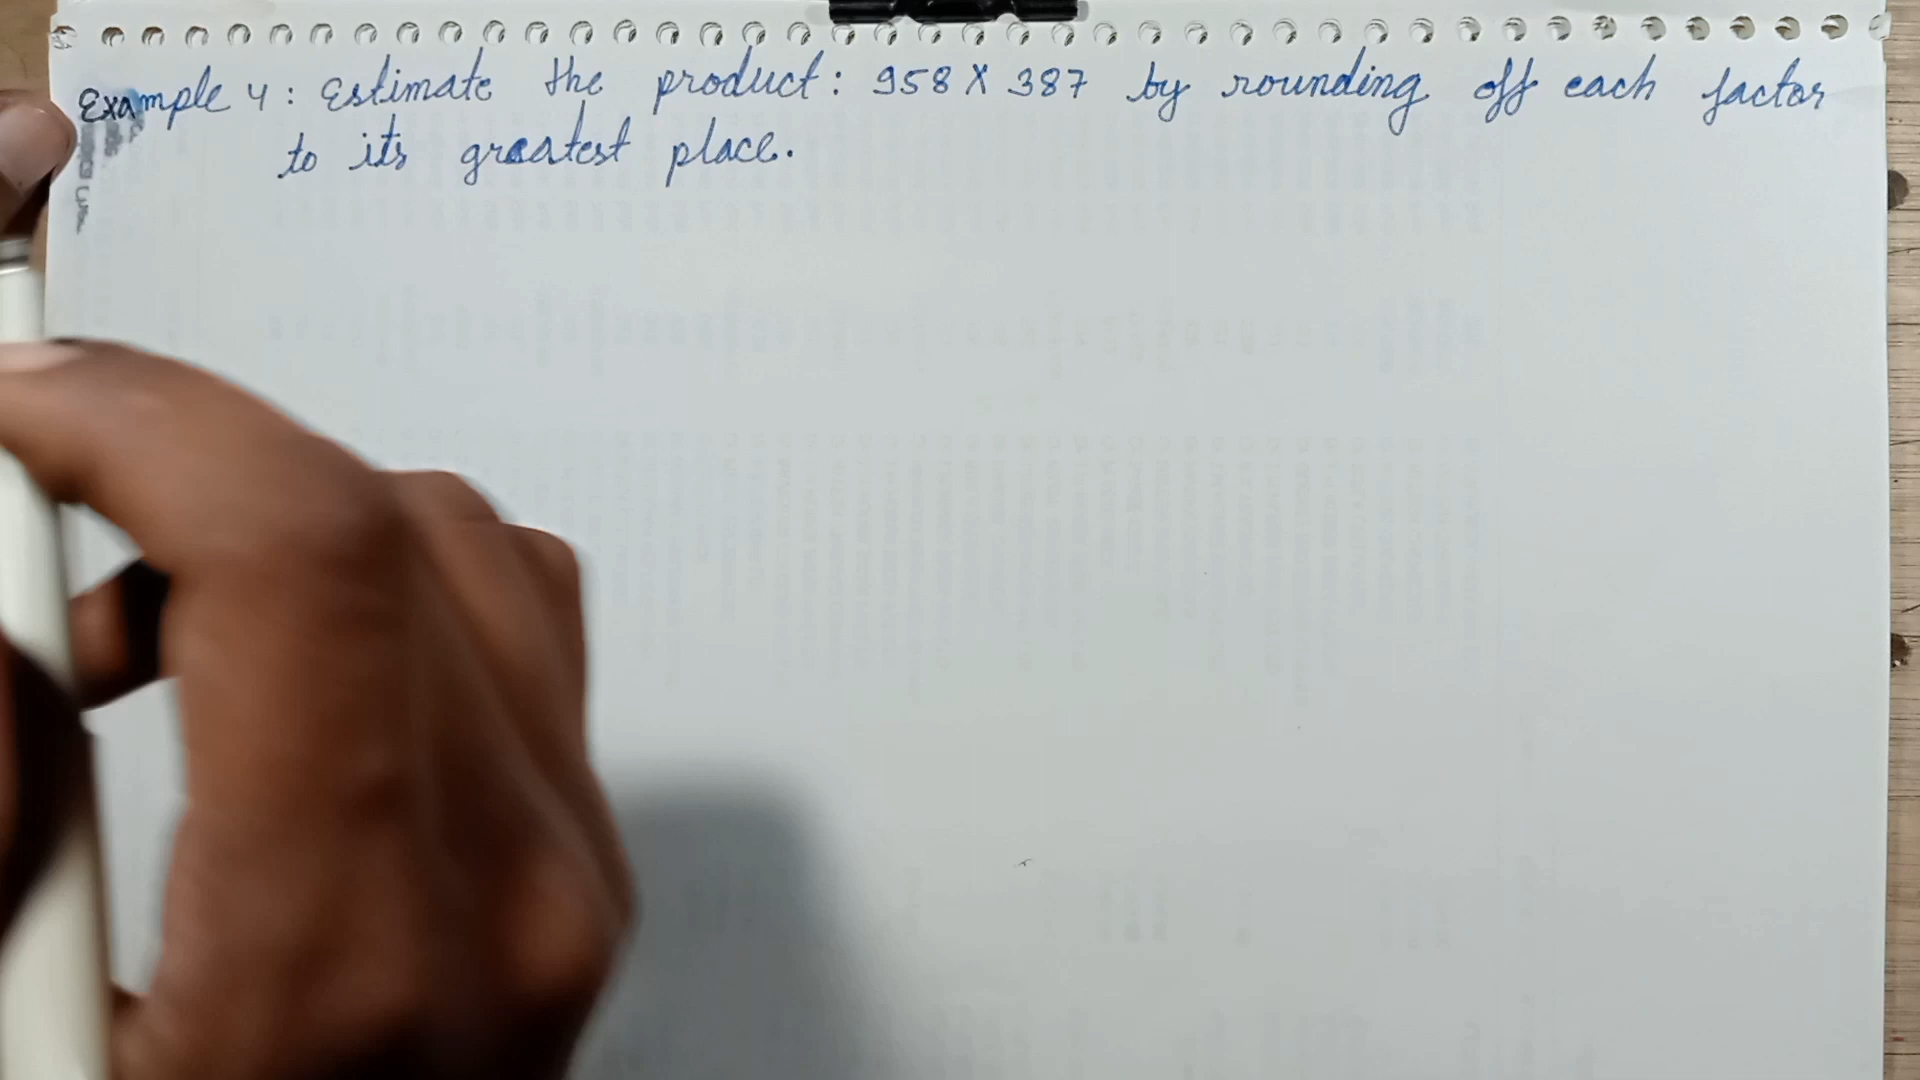 Example 4: Estimate the product: 958 X 387 by rounding off each factor
to its greatest place.